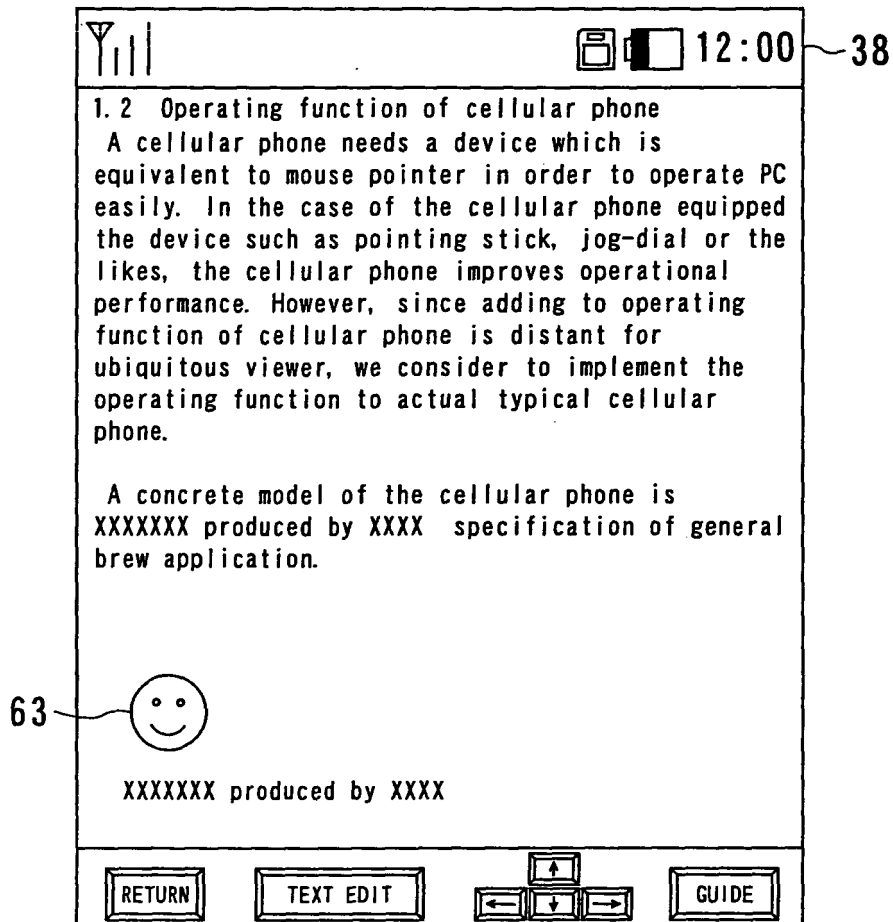 12:00
38
1.2 Operating function of cellular phone
A cellular phone needs a device which is
equivalent to mouse pointer in order to operate PC
easily. In the case of the cellular phone equipped
the device such as pointing stick, jog-dial or the
likes, the cellular phone improves operational
performance. However, since adding to operating
function of cellular phone is distant for
ubiquitous viewer, we consider to implement the
operating function to actual typical cellular
phone.
A concrete model of the cellular phone is
XXXXXXX produced by XXXX specification of general
brew application.
63
XXXXXXX produced by XXXX
RETURN
TEXT EDIT
↑
← ↓ →
GUIDE